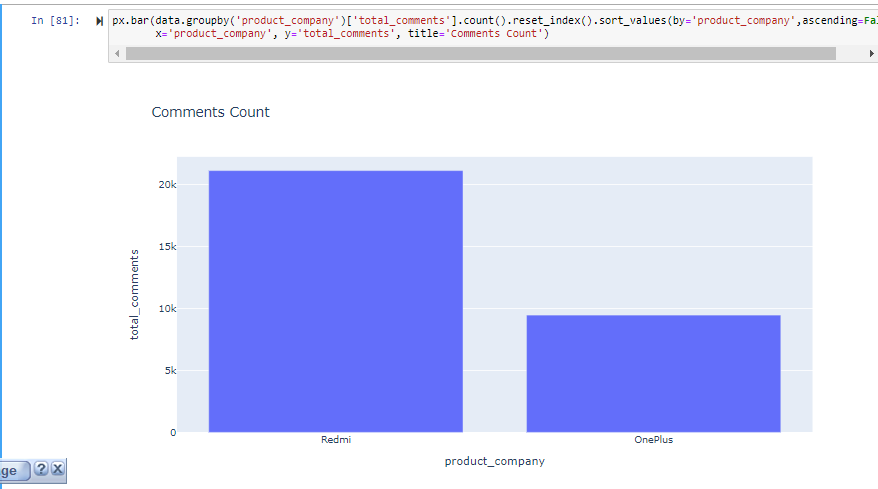 In [81]:
px.bar(data.groupby('product_company')['total_comments'].count().reset_index().sort_values(by='product_company',ascending=Fal
x='product_company', y='total_comments', title='Comments Count')
Comments Count
20k
15k
10k
5k
0
total_comments
Redmi OnePlus
product_company
ge ? X